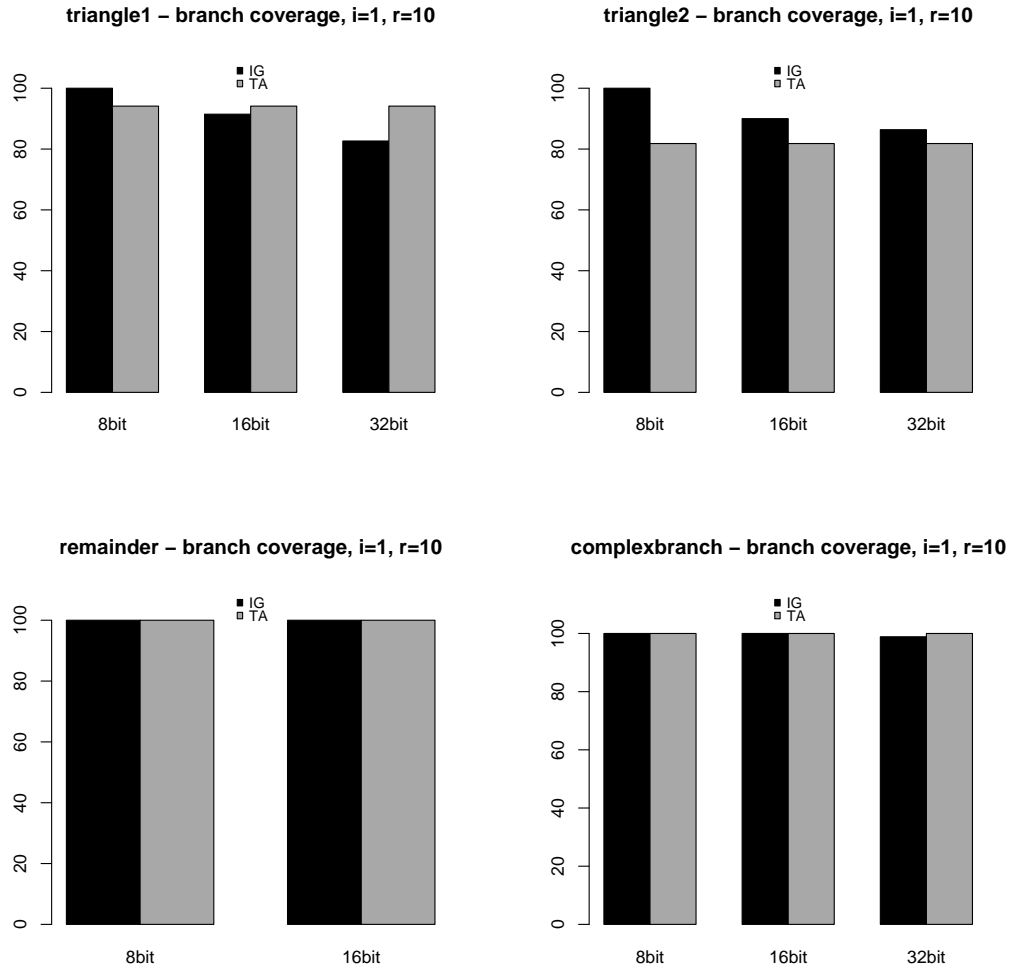 triangle1 – branch coverage, i=1, r=10
IG
TA
100
80
60
40
20
0
8bit 16bit 32bit
triangle2 – branch coverage, i=1, r=10
IG
TA
100
80
60
40
20
0
8bit 16bit 32bit
remainder – branch coverage, i=1, r=10
IG
TA
100
80
60
40
20
0
8bit 16bit
complexbranch – branch coverage, i=1, r=10
IG
TA
100
80
60
40
20
0
8bit 16bit 32bit